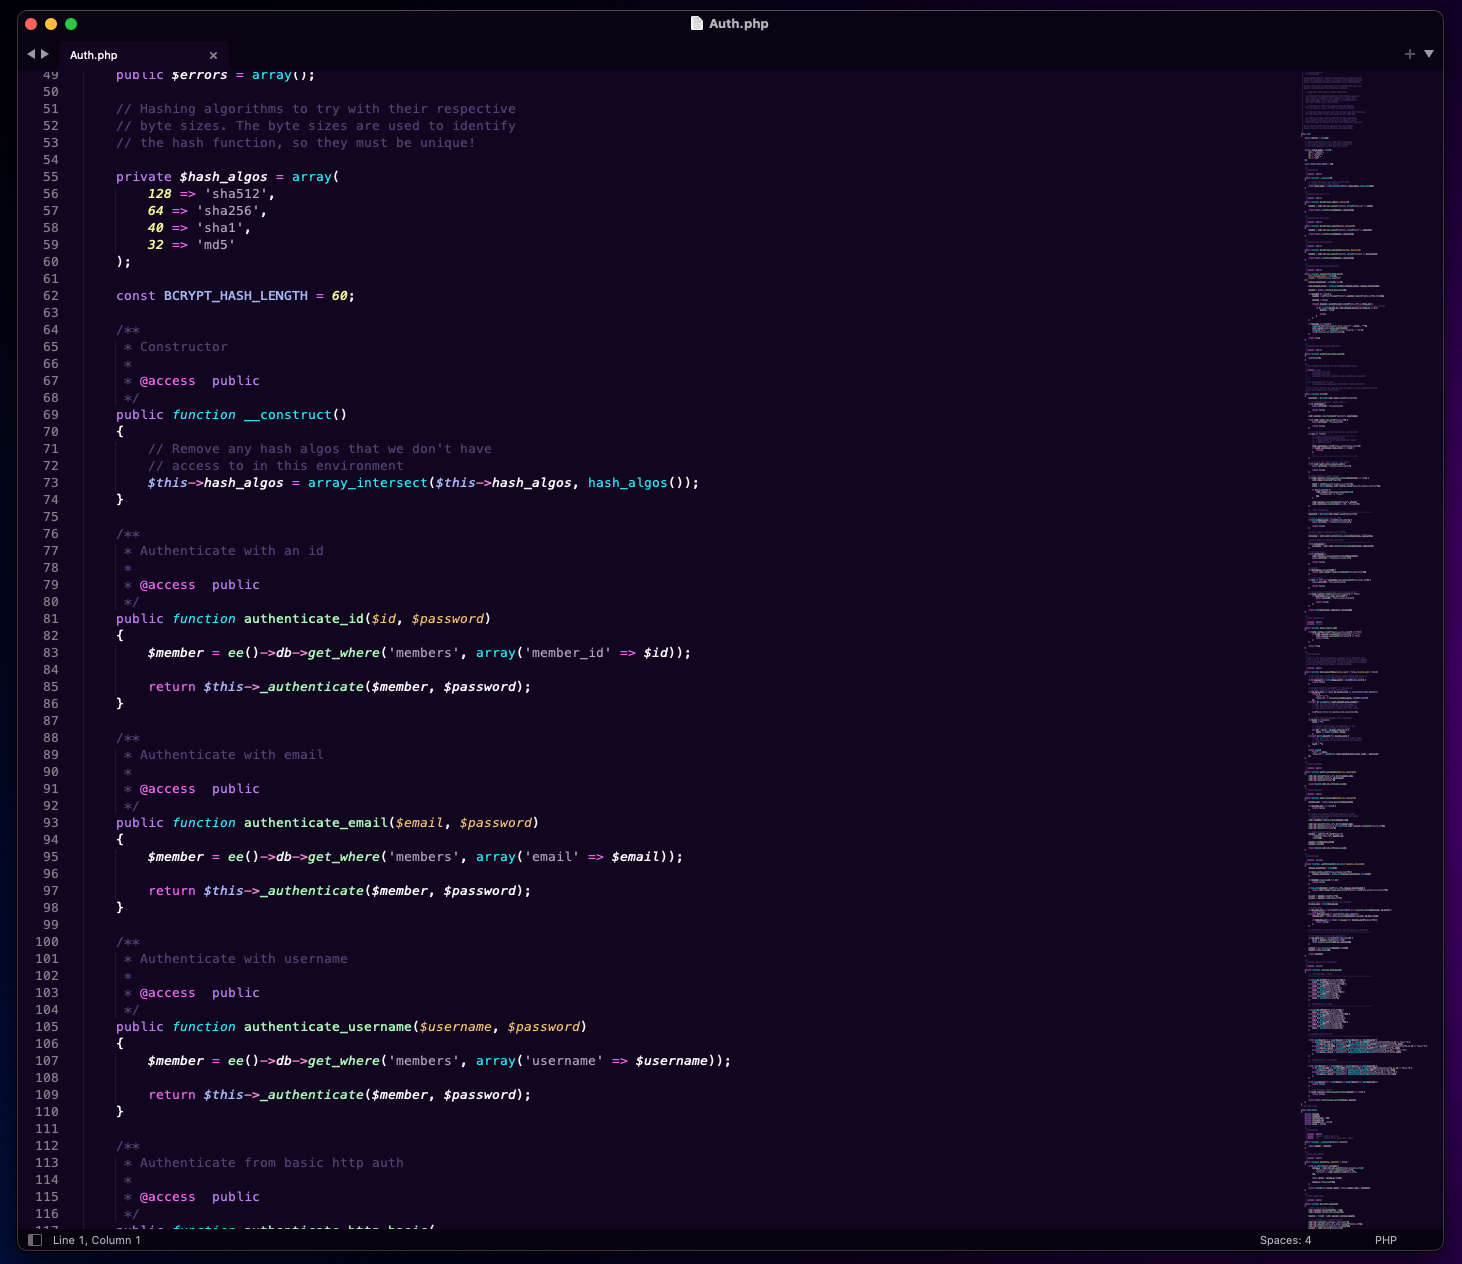 Auth.php
Auth.php
49 public $errors = array();
50
51 // Hashing algorithms to try with their respective
52 // byte sizes. The byte sizes are used to identify
53 // the hash function, so they must be unique!
54
55 private $hash_algos = array(
56 128 => 'sha512',
57 64 => 'sha256',
58 40 => 'sha1',
59 32 => 'md5'
60 );
61
62 const BCRYPT_HASH_LENGTH = 60;
63
64 /**
65 * Constructor
66 *
67 * @access  public
68 */
69 public function __construct()
70 {
71 // Remove any hash algos that we don't have
72 // access to in this environment
73 $this->hash_algos = array_intersect($this->hash_algos, hash_algos());
74 }
75
76 /**
77 * Authenticate with an id
78 *
79 * @access  public
80 */
81 public function authenticate_id($id, $password)
82 {
83 $member = ee()->db->get_where('members', array('member_id' => $id));
84
85 return $this->_authenticate($member, $password);
86 }
87
88 /**
89 * Authenticate with email
90 *
91 * @access  public
92 */
93 public function authenticate_email($email, $password)
94 {
95 $member = ee()->db->get_where('members', array('email' => $email));
96
97 return $this->_authenticate($member, $password);
98 }
99
100 /**
101 * Authenticate with username
102 *
103 * @access  public
104 */
105 public function authenticate_username($username, $password)
106 {
107 $member = ee()->db->get_where('members', array('username' => $username));
108
109 return $this->_authenticate($member, $password);
110 }
111
112 /**
113 * Authenticate from basic http auth
114 *
115 * @access  public
116 */
117 public function authenticate_http_basic(
Line 1, Column 1
Spaces: 4
PHP